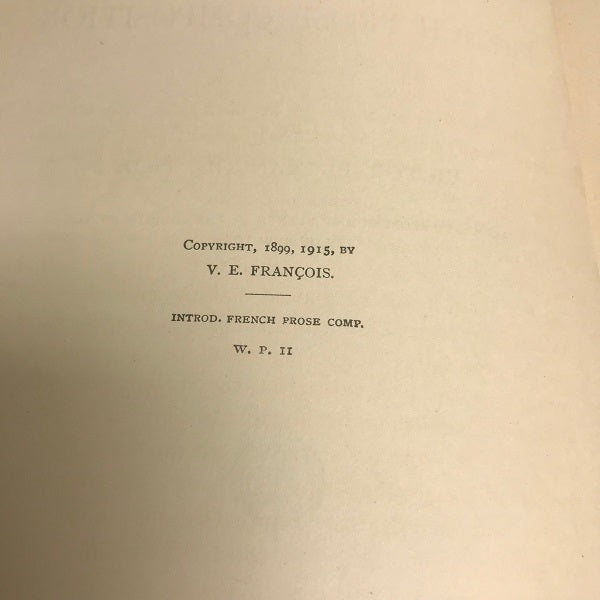 COPYRIGHT, 1899, 1915, BY
V. E. FRANÇOIS.
INTROD. FRENCH PROSE COMP.
W. P. II